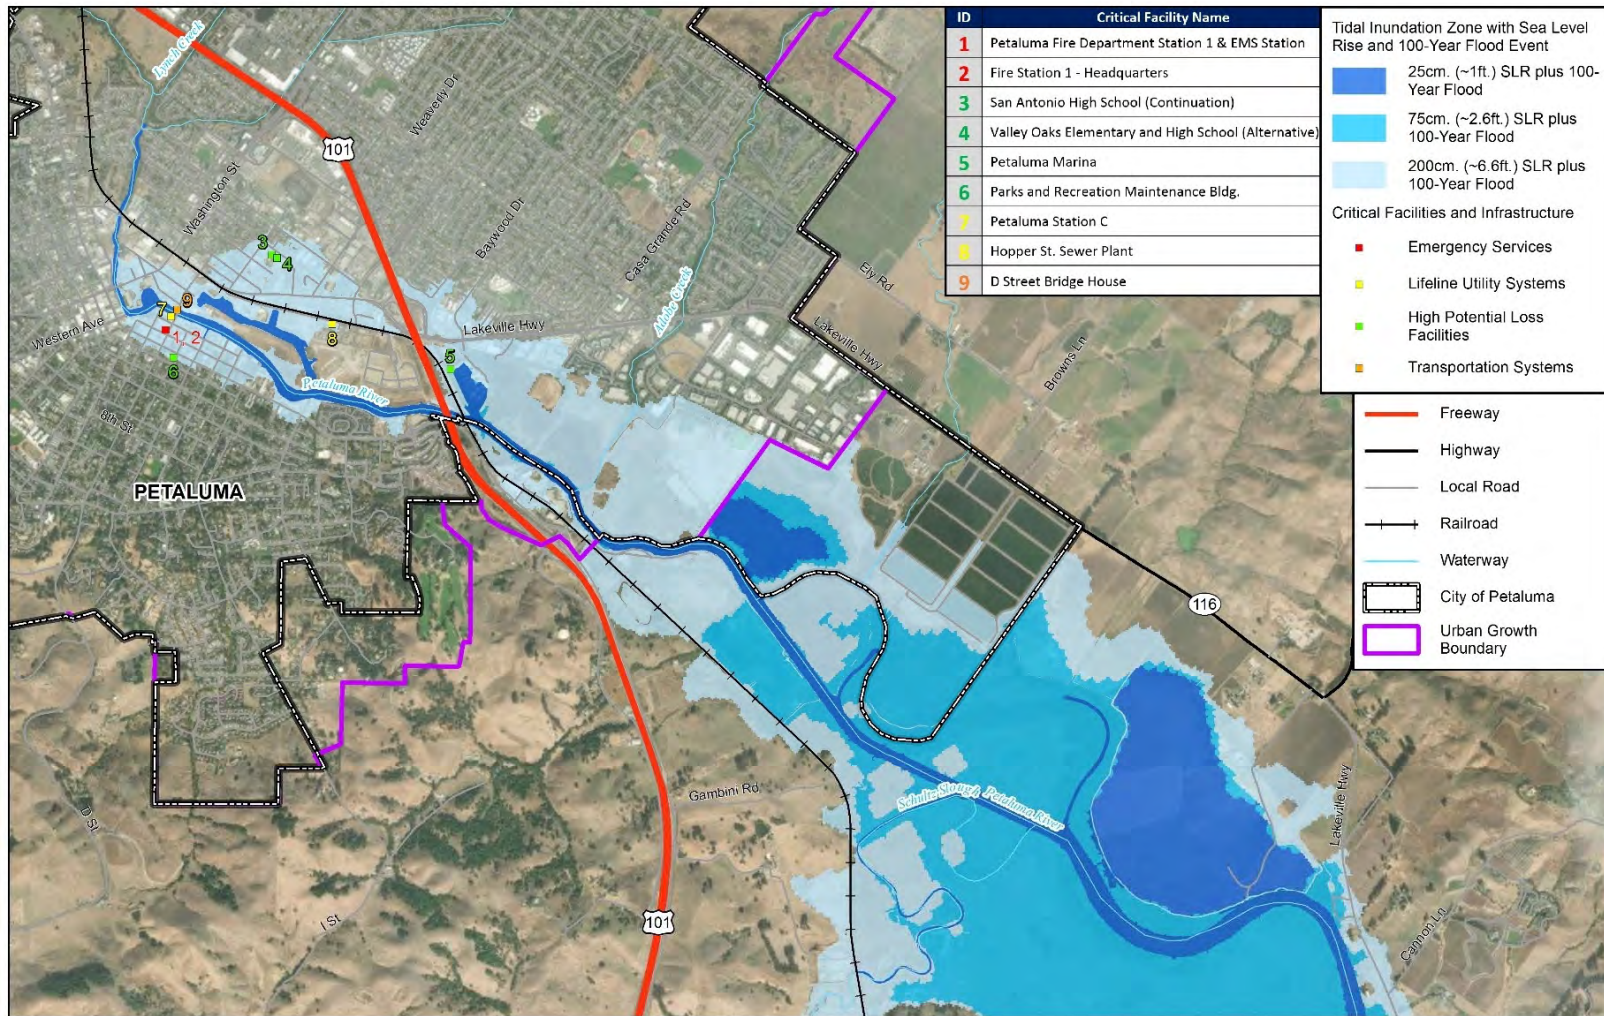 ID Critical Facility Name
1 Petaluma Fire Department Station 1 & EMS Station
2 Fire Station 1 - Headquarters
3 San Antonio High School (Continuation)
4 Valley Oaks Elementary and High School (Alternative)
5 Petaluma Marina
6 Parks and Recreation Maintenance Bldg.
7 Petaluma Station C
8 Hopper St. Sewer Plant
9 D Street Bridge House
Tidal Inundation Zone with Sea Level
Rise and 100-Year Flood Event
25cm. (~1ft.) SLR plus 100-
Year Flood
75cm. (~2.6ft.) SLR plus
100-Year Flood
200cm. (~6.6ft.) SLR plus
100-Year Flood
Critical Facilities and Infrastructure
Emergency Services
Lifeline Utility Systems
High Potential Loss
Facilities
Transportation Systems
Freeway
Highway
Local Road
Railroad
Waterway
City of Petaluma
Urban Growth
Boundary
Lynch Creek
101
Weaverly Dr
Washington St
Baywood Dr
Casa Grande Rd
Adobe Creek
Ely Rd
Lakeville Hwy
Lakeville Hwy
Browns Ln
Western Ave
3
4
7
9
1, 2
6
8
5
Petaluma River
8th St
PETALUMA
116
D St
I St
Gambini Rd
Schultz Slough
Petaluma River
101
Lakeville Hwy
Cannon Ln